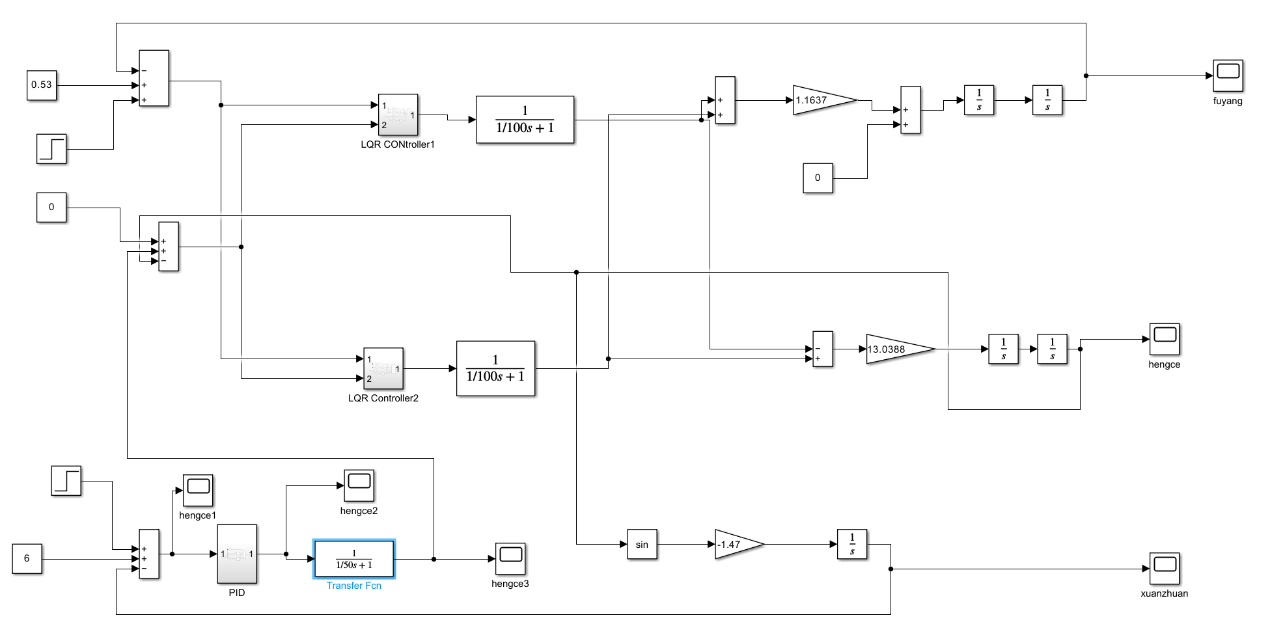 0.53
−
+
+
1
2
1
LQR CONtroller1
1
1/100s + 1
+
+
1.1637
+
+
0
1
s
1
s
fuyang
0
+
+
−
1
2
1
LQR Controller2
1
1/100s + 1
−
+
13.0388
1
s
1
s
hengce
hengce1
hengce2
6
+
+
−
1
1
PID
1
1/50s + 1
Transfer Fcn
hengce3
sin
-1.47
1
s
xuanzhuan